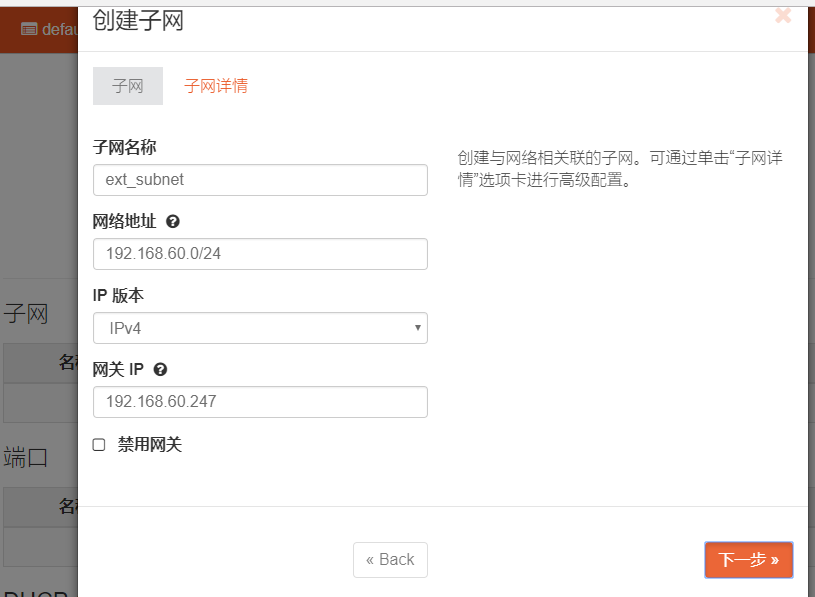 创建子网
defau
子网 子网详情
子网名称
ext_subnet
创建与网络相关联的子网。可通过单击“子网详
情”选项卡进行高级配置。
网络地址
192.168.60.0/24
IP 版本
IPv4
网关 IP
192.168.60.247
禁用网关
« Back
下一步 »
子网
名称
端口
名称
DHCP